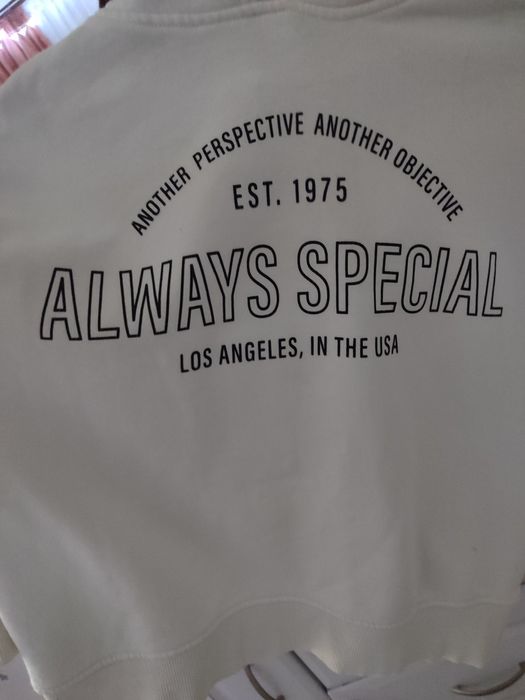 ANOTHER PERSPECTIVE ANOTHER OBJECTIVE
EST. 1975
ALWAYS SPECIAL
LOS ANGELES, IN THE USA